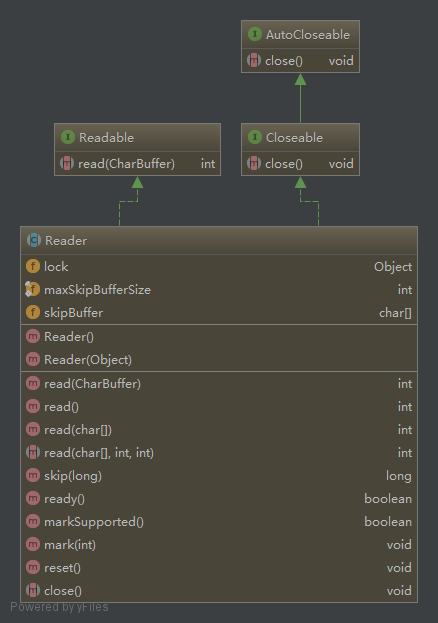 I AutoCloseable
m close() void
I Readable
m read(CharBuffer) int
I Closeable
m close() void
C Reader
f lock Object
f maxSkipBufferSize int
f skipBuffer char[]
m Reader()
m Reader(Object)
m read(CharBuffer) int
m read() int
m read(char[]) int
m read(char[], int, int) int
m skip(long) long
m ready() boolean
m markSupported() boolean
m mark(int) void
m reset() void
m close() void
Powered by yFiles